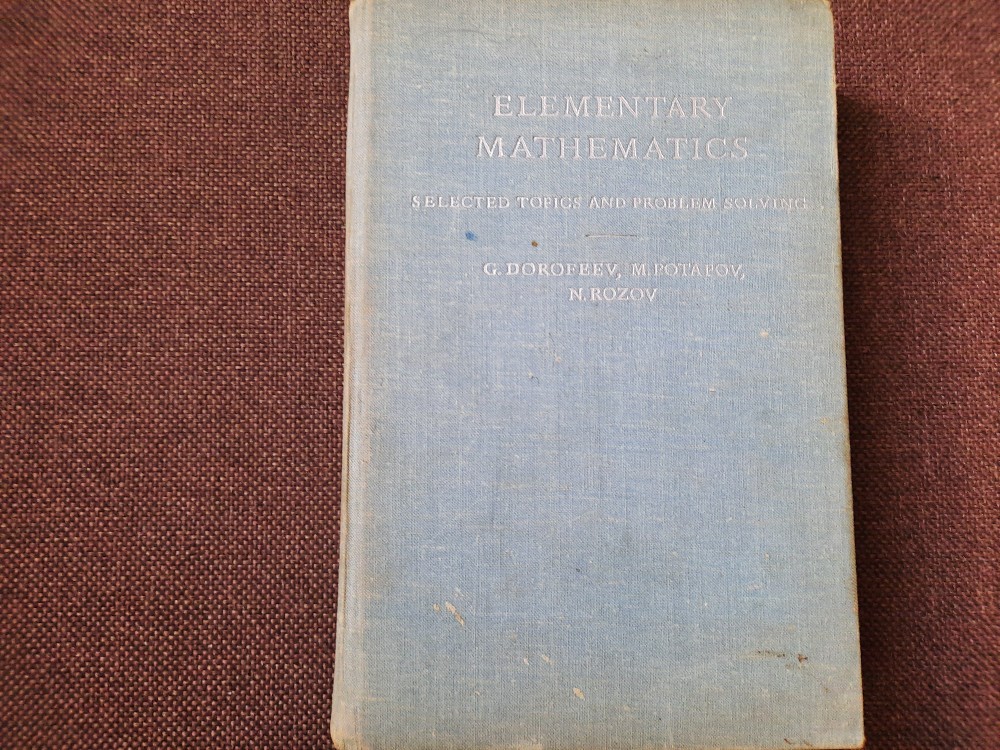 ELEMENTARY
MATHEMATICS
SELECTED TOPICS AND PROBLEM SOLVING
G. DOROFEEV, M. POTAPOV,
N. ROZOV